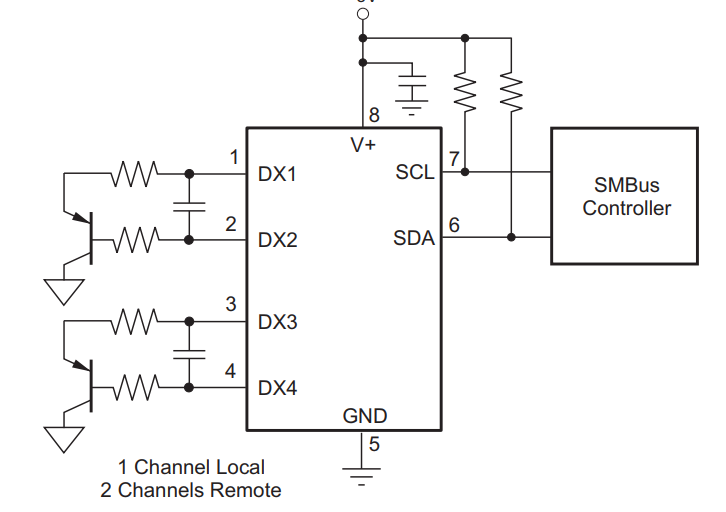 8
V+
1
DX1
SCL
7
SMBus
Controller
2
DX2
SDA
6
3
DX3
4
DX4
GND
5
1 Channel Local
2 Channels Remote